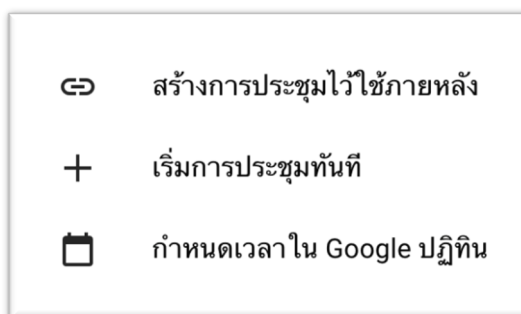 สร้างการประชุมไว้ใช้ภายหลัง
เริ่มการประชุมทันที
กำหนดเวลาใน Google ปฏิทิน